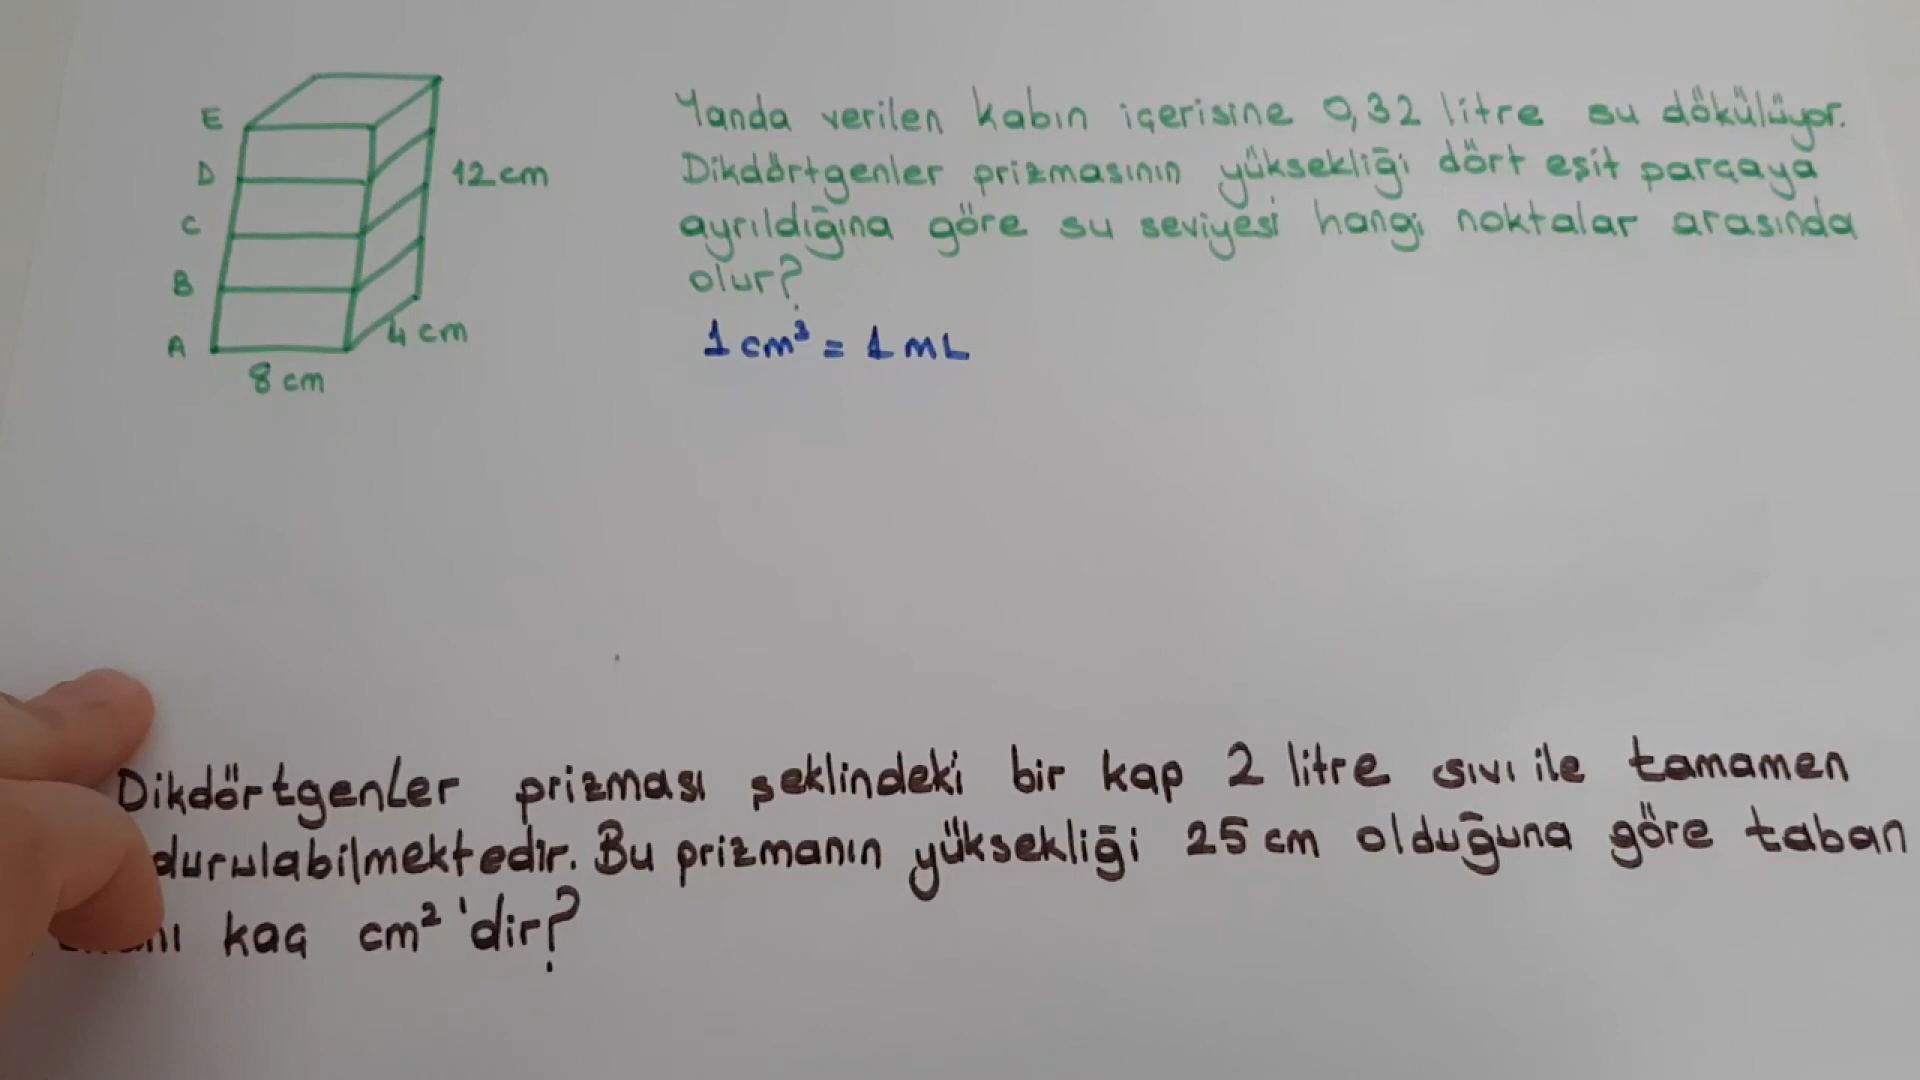 E
D
C
B
A
12 cm
4 cm
8 cm
Yanda verilen kabın içerisine 0,32 litre su dökülüyor.
Dikdörtgenler prizmasının yüksekliği dört eşit parçaya
ayrıldığına göre su seviyesi hangi noktalar arasında
olur?
1 cm³ = 1 mL
Dikdörtgenler prizması şeklindeki bir kap 2 litre sıvı ile tamamen
durulabilmektedir. Bu prizmanın yüksekliği 25 cm olduğuna göre taban
kaç cm² 'dir?